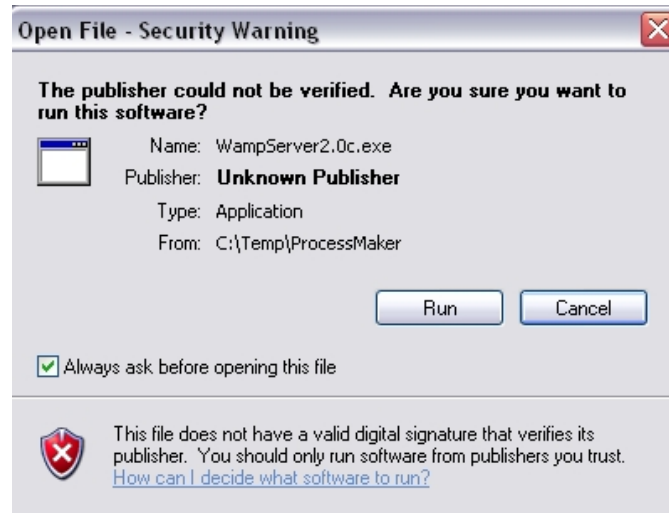 Open File - Security Warning
The publisher could not be verified. Are you sure you want to
run this software?
Name: WampServer2.0c.exe
Publisher: Unknown Publisher
Type: Application
From: C:\Temp\ProcessMaker
Run Cancel
Always ask before opening this file
This file does not have a valid digital signature that verifies its
publisher. You should only run software from publishers you trust.
How can I decide what software to run?